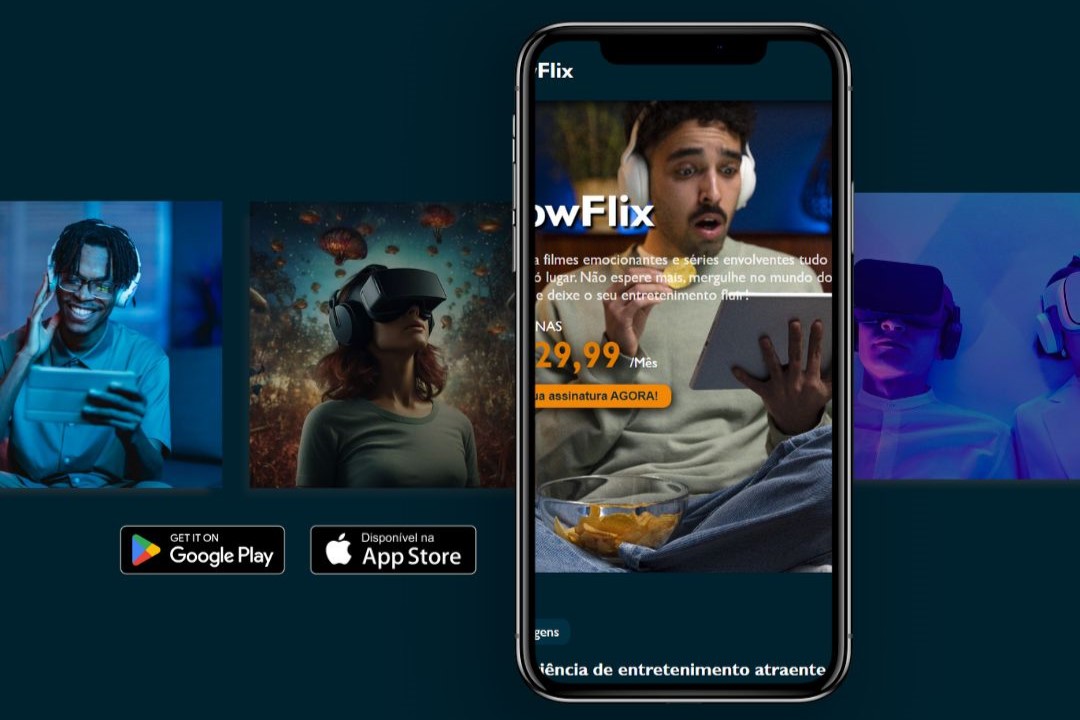 wFlix
owFlix
a filmes emocionantes e séries envolventes tudo
ó lugar. Não espere mais, mergulhe no mundo do
e deixe o seu entretenimento fluir!
NAS
29,99 /Mês
ua assinatura AGORA!
GET IT ON
Google Play
Disponível na
App Store
gens
iência de entretenimento atraente